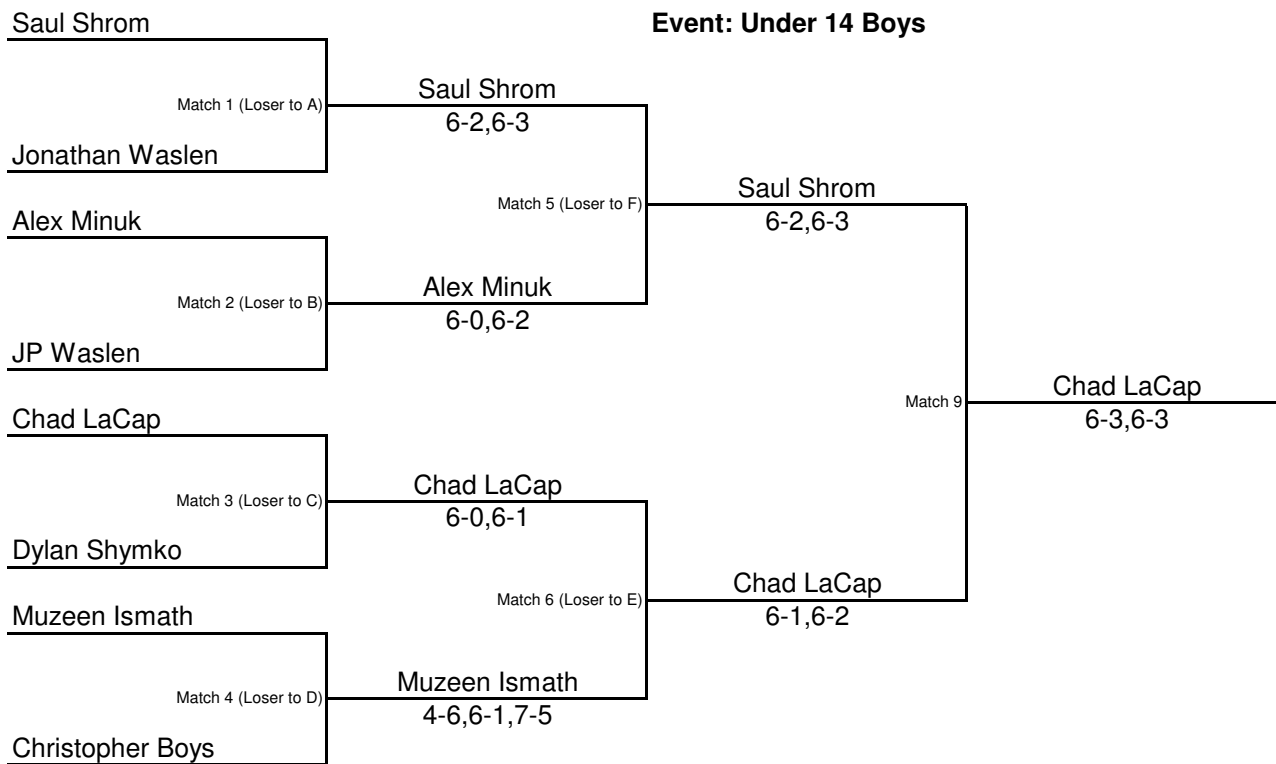 Saul Shrom
Event: Under 14 Boys
Match 1 (Loser to A)
Saul Shrom
6-2,6-3
Jonathan Waslen
Match 5 (Loser to F)
Saul Shrom
6-2,6-3
Alex Minuk
Match 2 (Loser to B)
Alex Minuk
6-0,6-2
JP Waslen
Match 9
Chad LaCap
6-3,6-3
Chad LaCap
Match 3 (Loser to C)
Chad LaCap
6-0,6-1
Dylan Shymko
Match 6 (Loser to E)
Chad LaCap
6-1,6-2
Muzeen Ismath
Match 4 (Loser to D)
Muzeen Ismath
4-6,6-1,7-5
Christopher Boys